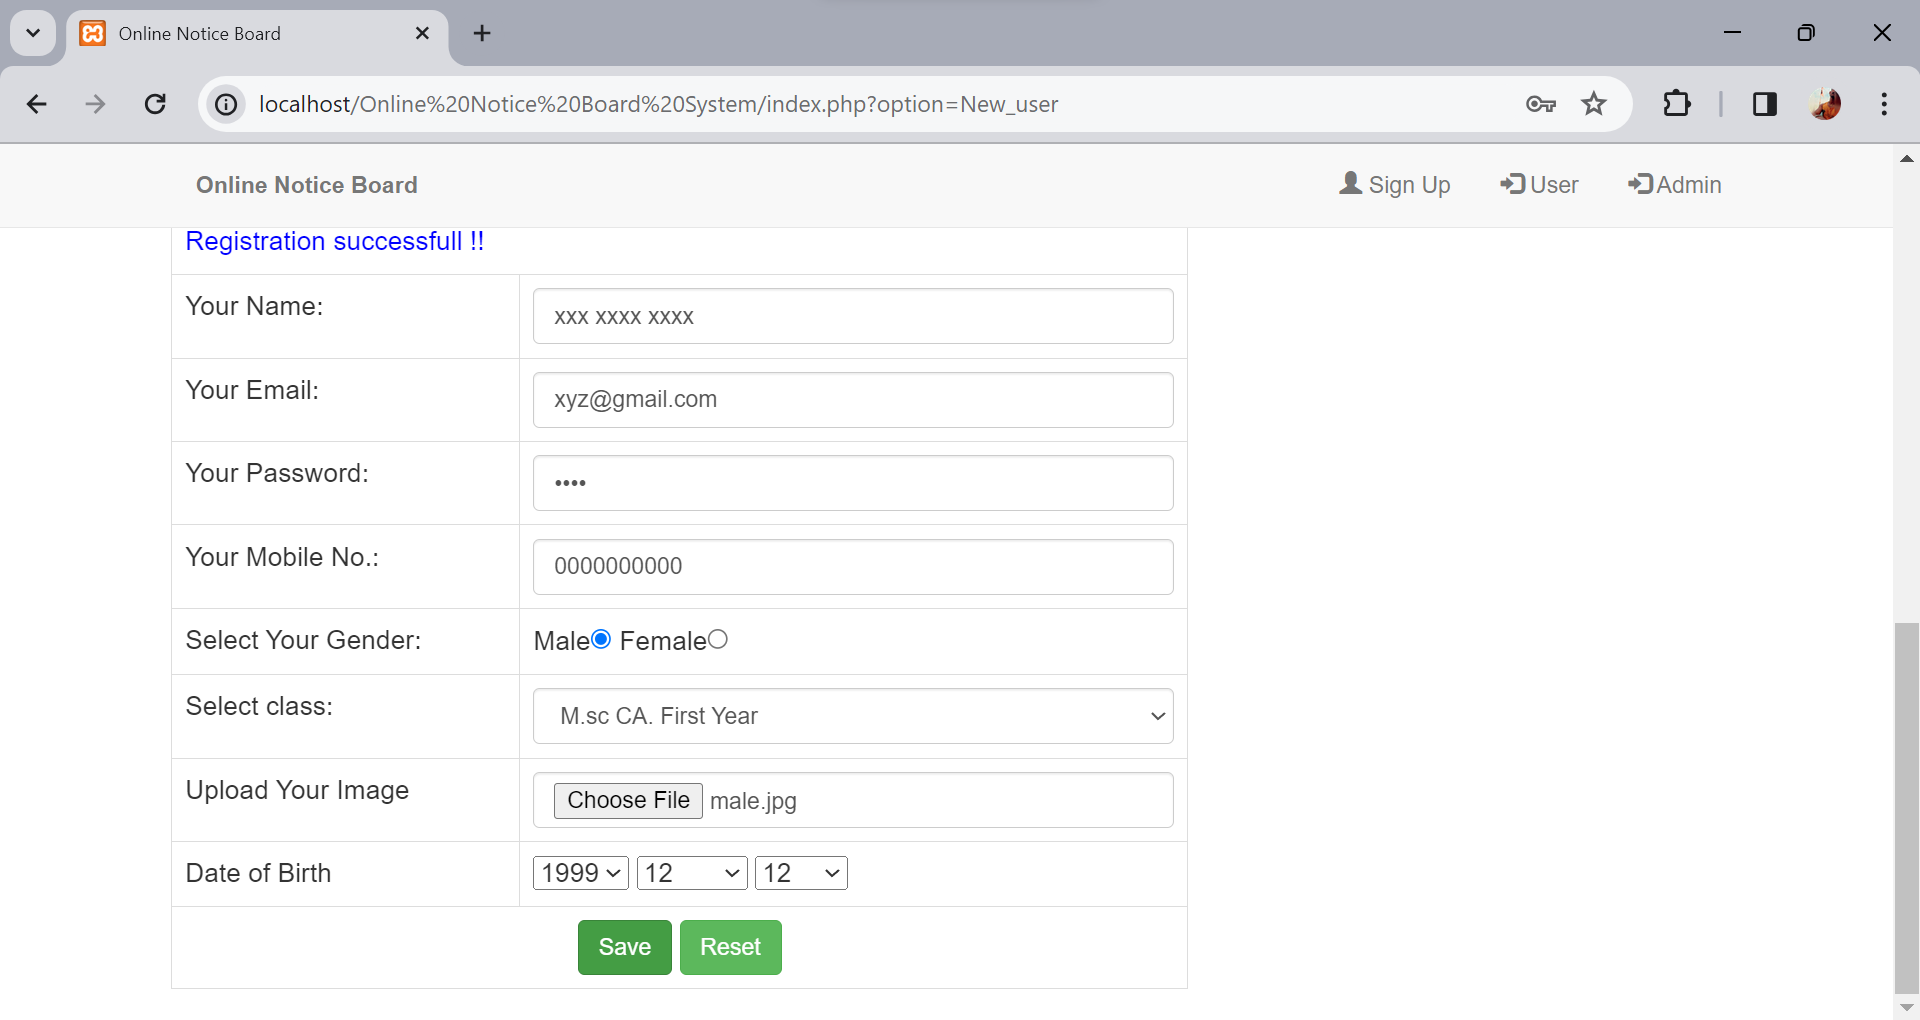 Online Notice Board
localhost/Online%20Notice%20Board%20System/index.php?option=New_user
Online Notice Board Sign Up User Admin
Registration successfull !!
Your Name: xxx xxxx xxxx
Your Email: xyz@gmail.com
Your Password: ••••
Your Mobile No.: 0000000000
Select Your Gender: Male Female
Select class: M.sc CA. First Year
Upload Your Image Choose File male.jpg
Date of Birth 1999 12 12
Save Reset